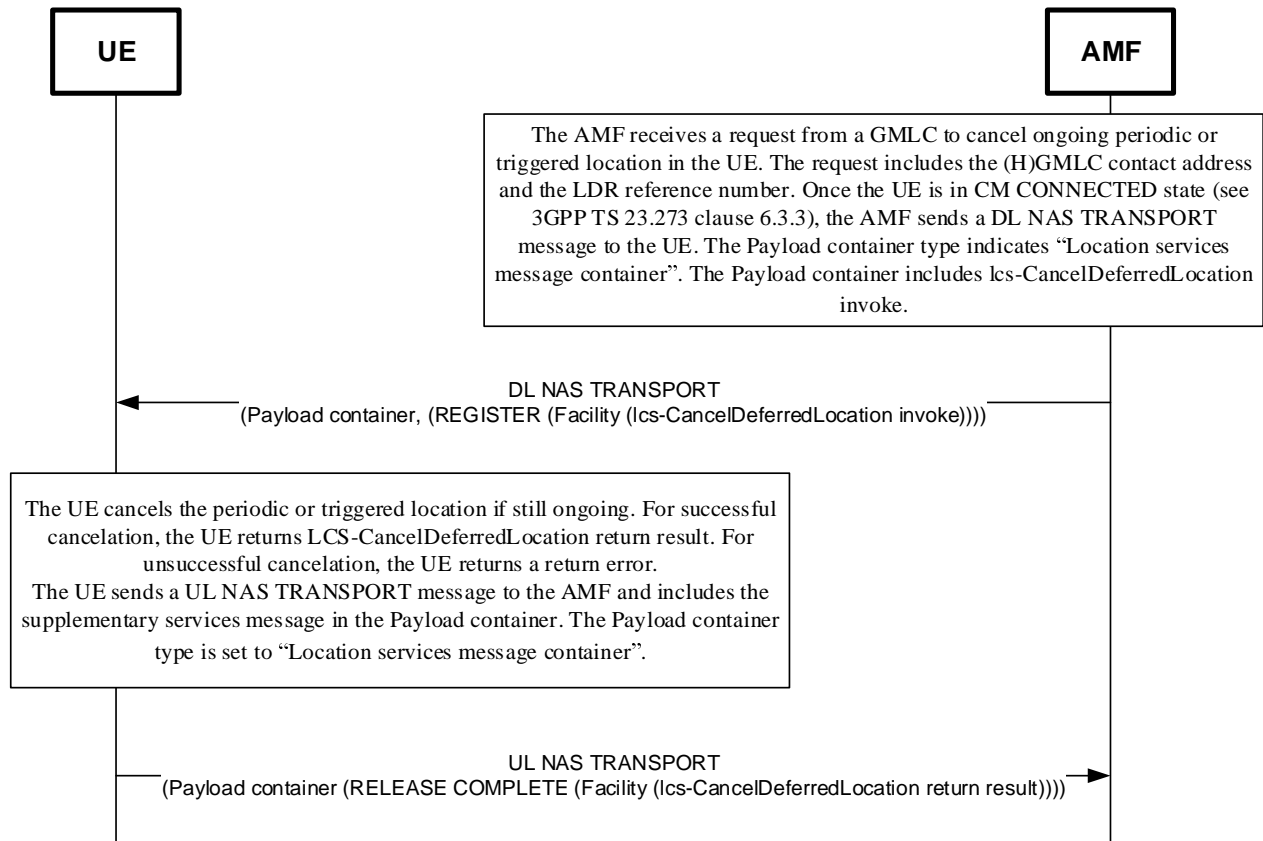 UE
AMF
The AMF receives a request from a GMLC to cancel ongoing periodic or
triggered location in the UE. The request includes the (H)GMLC contact address
and the LDR reference number. Once the UE is in CM CONNECTED state (see
3GPP TS 23.273 clause 6.3.3), the AMF sends a DL NAS TRANSPORT
message to the UE. The Payload container type indicates “Location services
message container”. The Payload container includes lcs-CancelDeferredLocation
invoke.
DL NAS TRANSPORT
(Payload container, (REGISTER (Facility (lcs-CancelDeferredLocation invoke))))
The UE cancels the periodic or triggered location if still ongoing. For successful
cancelation, the UE returns LCS-CancelDeferredLocation return result. For
unsuccessful cancelation, the UE returns a return error.
The UE sends a UL NAS TRANSPORT message to the AMF and includes the
supplementary services message in the Payload container. The Payload container
type is set to “Location services message container”.
UL NAS TRANSPORT
(Payload container (RELEASE COMPLETE (Facility (lcs-CancelDeferredLocation return result))))